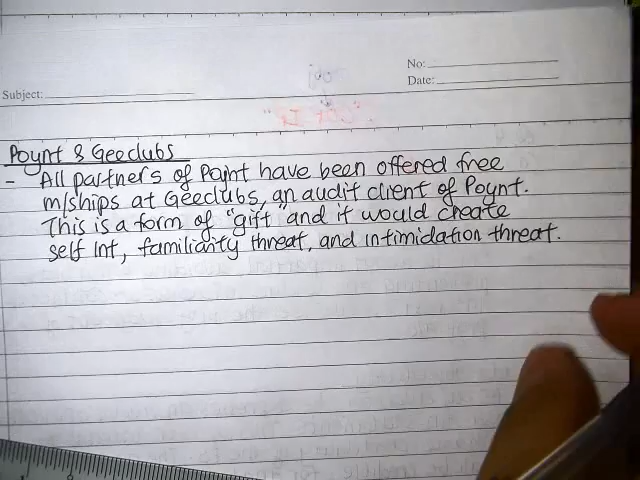 No:
Date:
Subject:
Poynt & Geeclubs
- All partners of Poynt have been offered free
m/ships at Geeclubs, an audit client of Poynt.
This is a form of "gift" and it would create
self int, familiarity threat, and intimidation threat.